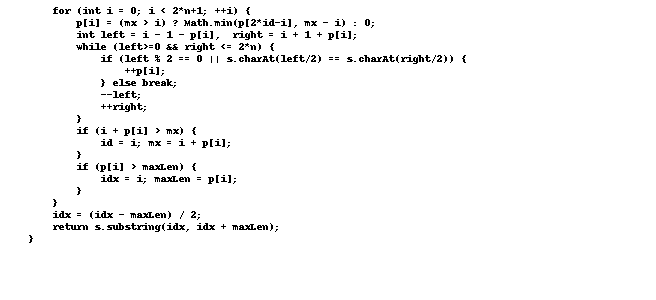 for (int i = 0; i < 2*n+1; ++i) {
p[i] = (mx > i) ? Math.min(p[2*id-i], mx - i) : 0;
int left = i - 1 - p[i], right = i + 1 + p[i];
while (left>=0 && right <= 2*n) {
if (left % 2 == 0 || s.charAt(left/2) == s.charAt(right/2)) {
++p[i];
} else break;
--left;
++right;
}
if (i + p[i] > mx) {
id = i; mx = i + p[i];
}
if (p[i] > maxLen) {
idx = i; maxLen = p[i];
}
}
idx = (idx - maxLen) / 2;
return s.substring(idx, idx + maxLen);
}